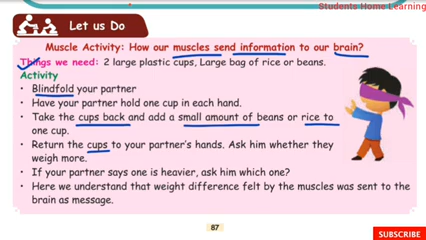 Students Home Learning
Let us Do
Muscle Activity: How our muscles send information to our brain?
Things we need: 2 large plastic cups, Large bag of rice or beans.
Activity
• Blindfold your partner
• Have your partner hold one cup in each hand.
• Take the cups back and add a small amount of beans or rice to
one cup.
• Return the cups to your partner's hands. Ask him whether they
weigh more.
• If your partner says one is heavier, ask him which one?
• Here we understand that weight difference felt by the muscles was sent to the
brain as message.
87
SUBSCRIBE